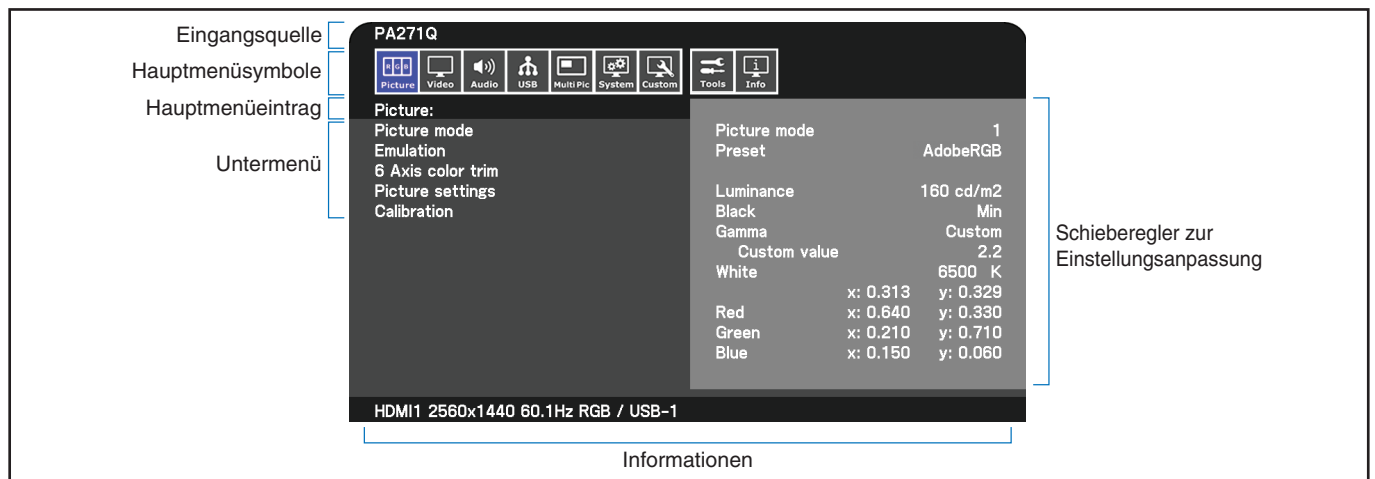 Eingangsquelle
PA271Q
Hauptmenüsymbole
RGB
Picture Video Audio USB Multi Pic System Custom Tools Info
Hauptmenüeintrag
Picture:
Untermenü
Picture mode
Emulation
6 Axis color trim
Picture settings
Calibration
Picture mode 1
Preset AdobeRGB
Luminance 160 cd/m2
Black Min
Gamma Custom
Custom value 2.2
White 6500 K
x: 0.313 y: 0.329
Red x: 0.640 y: 0.330
Green x: 0.210 y: 0.710
Blue x: 0.150 y: 0.060
Schieberegler zur
Einstellungsanpassung
HDMI1 2560x1440 60.1Hz RGB / USB-1
Informationen